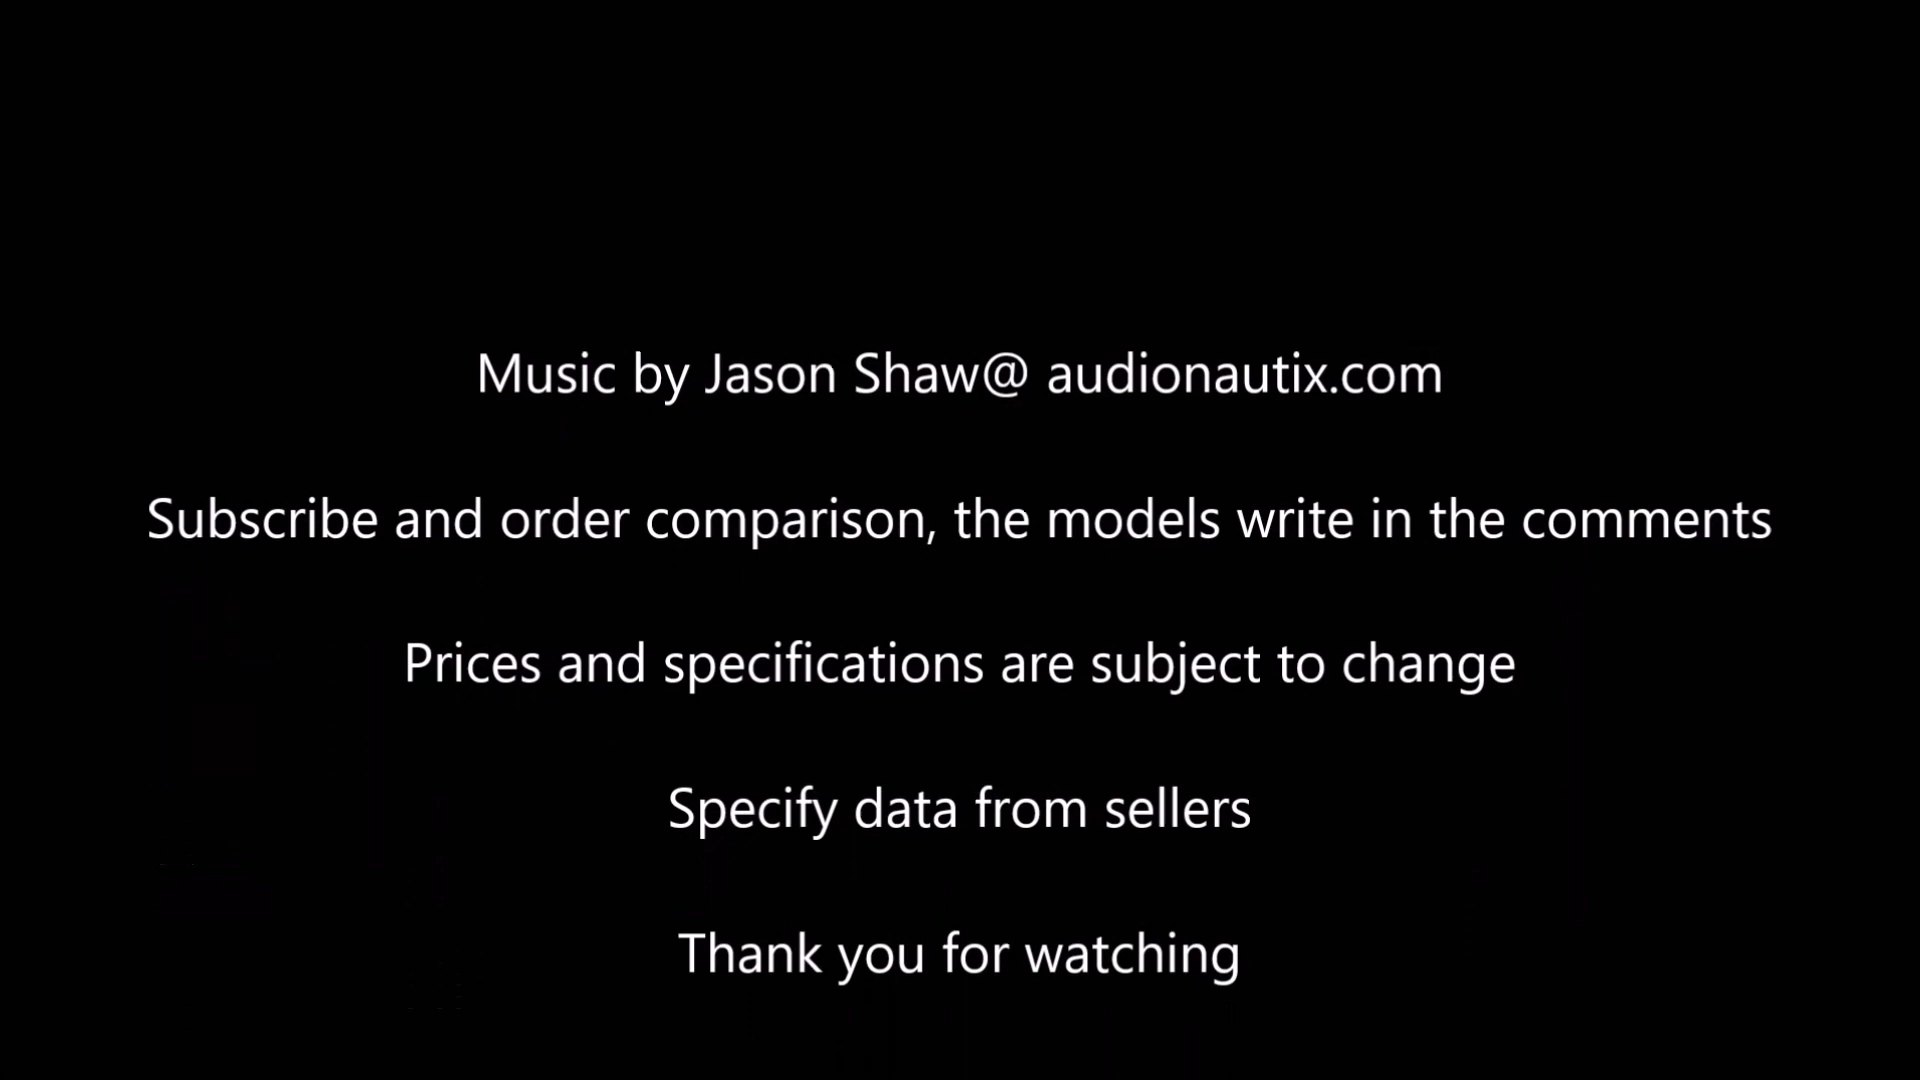 Music by Jason Shaw@ audionautix.com
Subscribe and order comparison, the models write in the comments
Prices and specifications are subject to change
Specify data from sellers
Thank you for watching